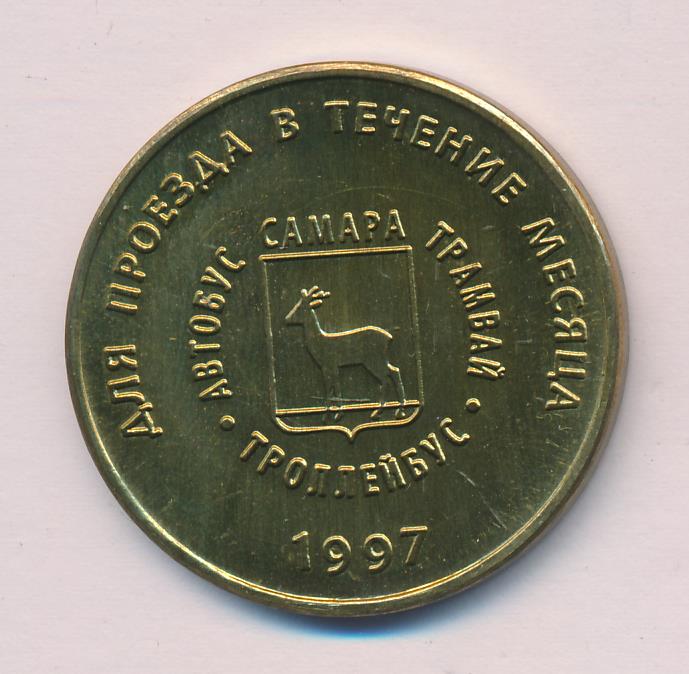 ДЛЯ ПРОЕЗДА В ТЕЧЕНИЕ МЕСЯЦА
САМАРА
АВТОБУС
ТРАМВАЙ
• ТРОЛЛЕЙБУС •
1997